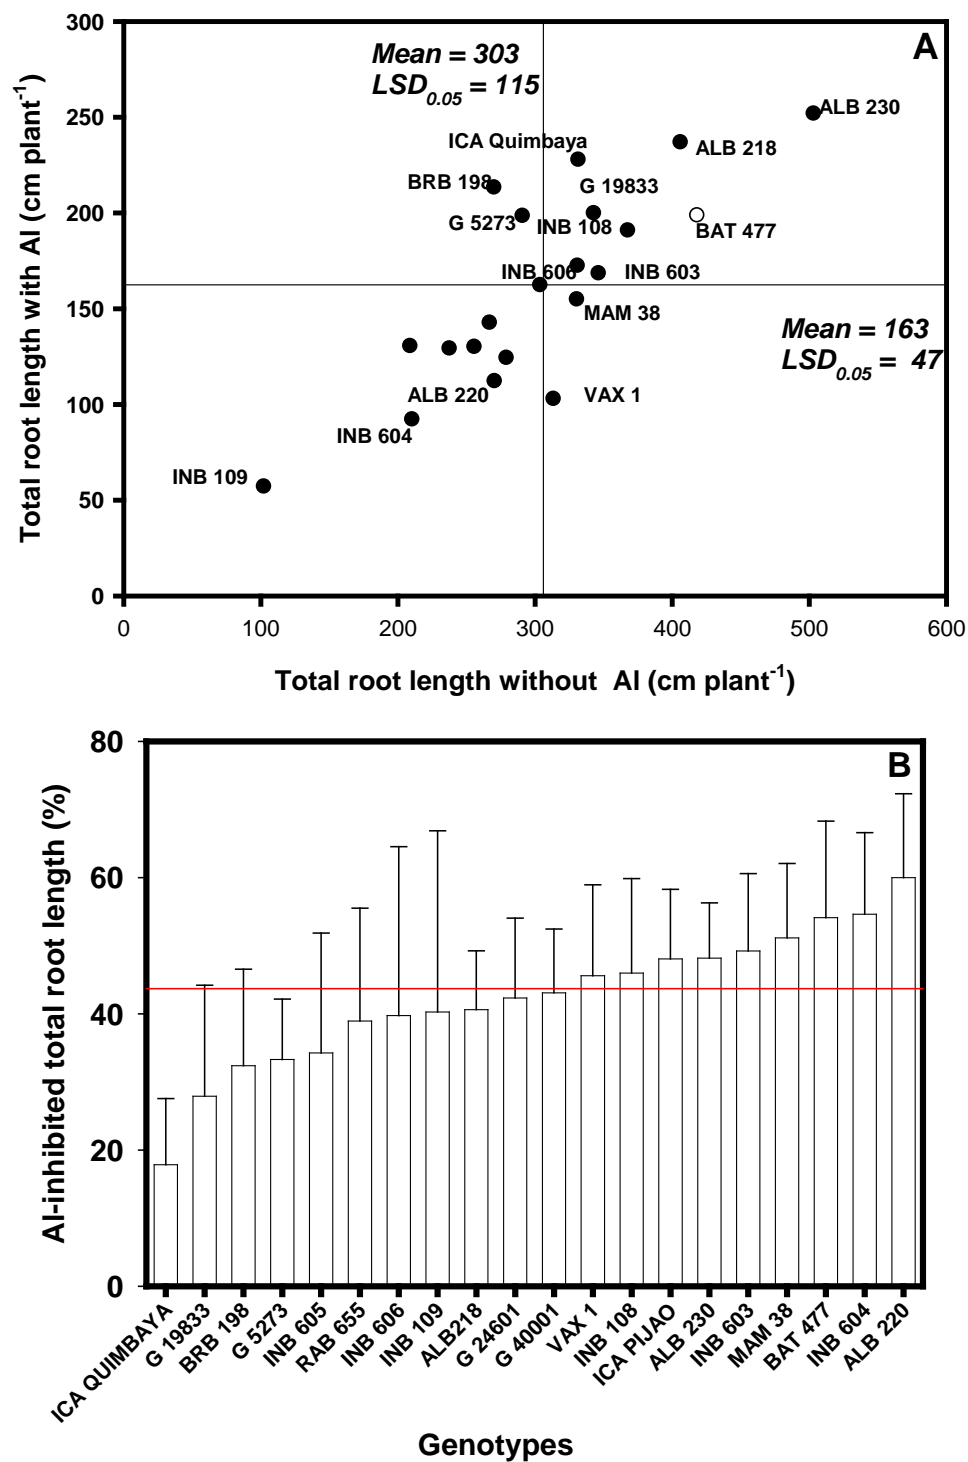 A
Mean = 303
LSD0.05 = 115
Total root length with Al (cm plant-1)
300
250
200
150
100
50
0
ALB 230
ICA Quimbaya
ALB 218
BRB 198
G 19833
G 5273
INB 108
BAT 477
INB 606
INB 603
MAM 38
Mean = 163
LSD0.05 = 47
ALB 220
VAX 1
INB 604
INB 109
0 100 200 300 400 500 600
Total root length without Al (cm plant-1)
B
Al-inhibited total root length (%)
80
60
40
20
0
ICA QUIMBAYA
G 19833
BRB 198
G 5273
INB 605
RAB 655
INB 606
INB 109
ALB218
G 24601
G 40001
VAX 1
INB 108
ICA PIJAO
ALB 230
INB 603
MAM 38
BAT 477
INB 604
ALB 220
Genotypes